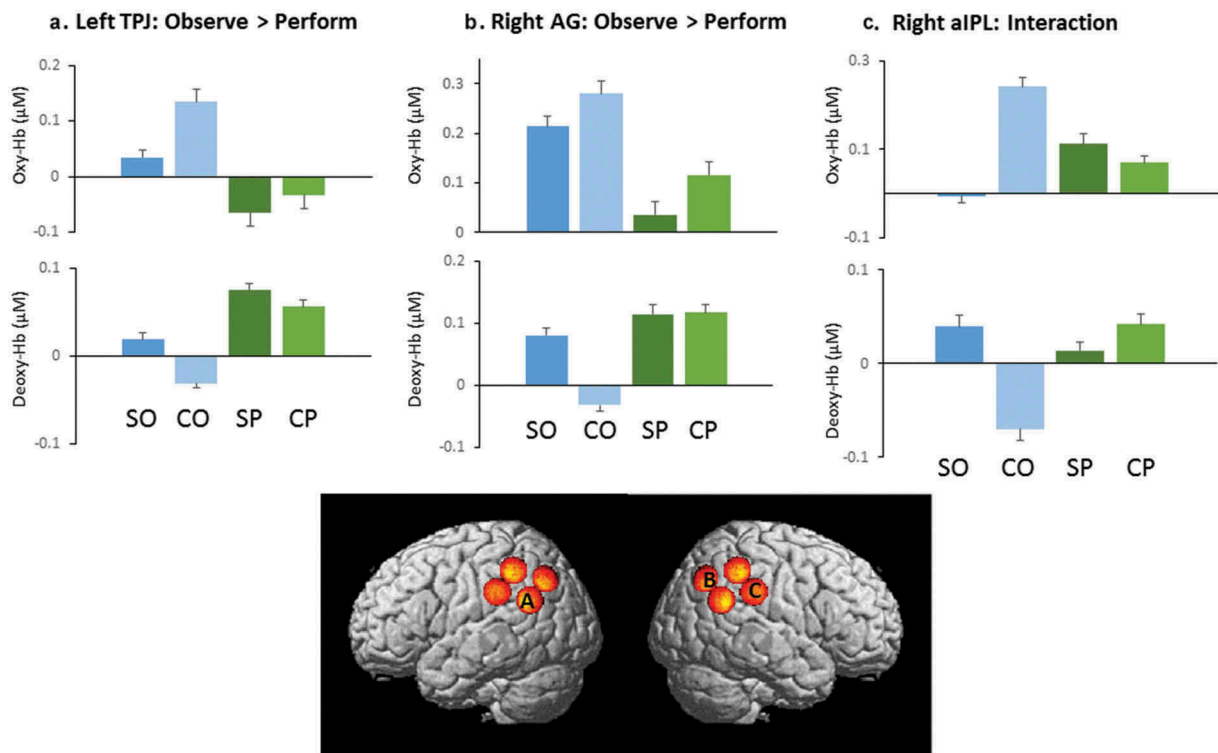 a. Left TPJ: Observe > Perform
0.2
0.1
0
-0.1
Oxy-Hb (µM)
0.1
0
-0.1
Deoxy-Hb (µM)
SO CO SP CP
b. Right AG: Observe > Perform
0.3
0.2
0.1
0
Oxy-Hb (µM)
0.2
0.1
0
-0.1
Deoxy-Hb (µM)
SO CO SP CP
c. Right aIPL: Interaction
0.3
0.1
-0.1
Oxy-Hb (µM)
0.1
0
-0.1
Deoxy-Hb (µM)
SO CO SP CP
B
C
A